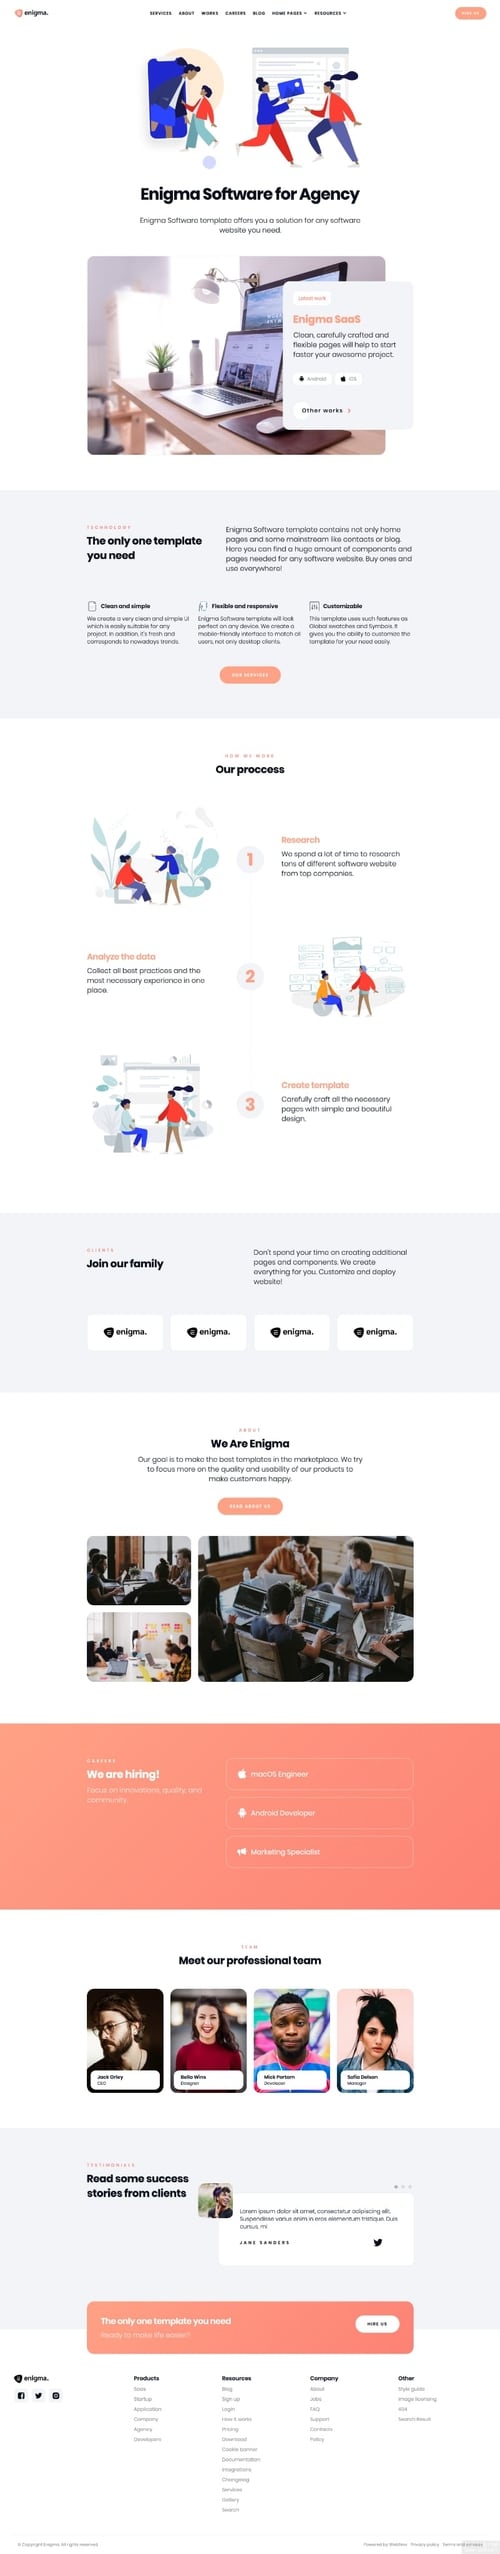 enigma.
SERVICES ABOUT WORKS CAREERS BLOG HOME PAGES RESOURCES
HIRE US
Enigma Software for Agency
Enigma Software template offers you a solution for any software
website you need.
Latest work
Enigma SaaS
Clean, carefully crafted and
flexible pages will help to start
faster your awesome project.
Android
iOS
Other works
TECHNOLOGY
The only one template
you need
Enigma Software template contains not only home
pages and some mainstream like contacts or blog.
Here you can find a huge amount of components and
pages needed for any software website. Buy ones and
use everywhere!
Clean and simple
We create a very clean and simple UI
which is easily suitable for any
project. In addition, it's fresh and
corresponds to nowadays trends.
Flexible and responsive
Enigma Software template will look
perfect on any device. We create a
mobile-friendly interface to match all
users, not only desktop clients.
Customizable
This template uses such features as
Global swatches and Symbols. It
gives you the ability to customize the
template for your need easily.
OUR SERVICES
HOW WE WORK
Our proccess
1
Research
We spend a lot of time to research
tons of different software website
from top companies.
Analyze the data
Collect all best practices and the
most necessary experience in one
place.
2
3
Create template
Carefully craft all the necessary
pages with simple and beautiful
design.
CLIENTS
Join our family
Don't spend your time on creating additional
pages and components. We create
everything for you. Customize and deploy
website!
enigma. enigma. enigma. enigma.
ABOUT
We Are Enigma
Our goal is to make the best templates in the marketplace. We try
to focus more on the quality and usability of our products to
make customers happy.
READ ABOUT US
CAREERS
We are hiring!
Focus on innovations, quality, and
community.
macOS Engineer
Android Developer
Marketing Specialist
TEAM
Meet our professional team
Jack Orley
CEO
Bella Wins
Designer
Mick Portam
Developer
Sofia Delson
Manager
TESTIMONIALS
Read some success
stories from clients
Lorem ipsum dolor sit amet, consectetur adipiscing elit.
Suspendisse varius enim in eros elementum tristique. Duis
cursus, mi
JANE SANDERS
The only one template you need
Ready to make life easier?
HIRE US
enigma.
Products
Saas
Startup
Application
Company
Agency
Developers
Resources
Blog
Sign up
Login
How it works
Pricing
Download
Cookie banner
Documentation
Integrations
Changelog
Services
Gallery
Search
Company
About
Jobs
FAQ
Support
Contacts
Policy
Other
Style guide
Image licensing
404
Search Result
© Copyright Enigma. All rights reserved.
Powered by Webflow Privacy policy Terms and services